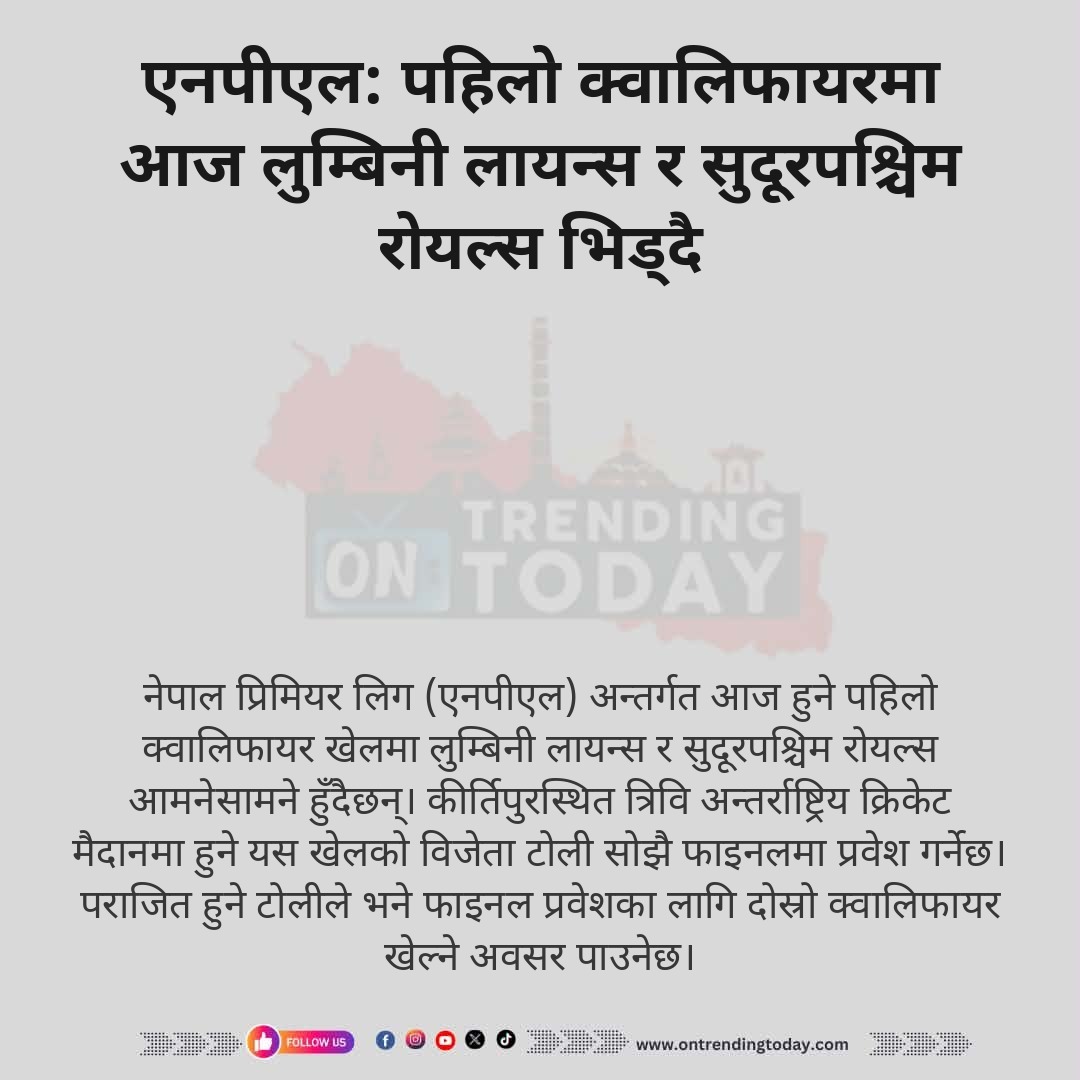 एनपीएल: पहिलो क्वालिफायरमा
आज लुम्बिनी लायन्स र सुदूरपश्चिम
रोयल्स भिड्दै
TRENDING
ON TODAY
नेपाल प्रिमियर लिग (एनपीएल) अन्तर्गत आज हुने पहिलो
क्वालिफायर खेलमा लुम्बिनी लायन्स र सुदूरपश्चिम रोयल्स
आमनेसामने हुँदैछन्। कीर्तिपुरस्थित त्रिवि अन्तर्राष्ट्रिय क्रिकेट
मैदानमा हुने यस खेलको विजेता टोली सोझै फाइनलमा प्रवेश गर्नेछ।
पराजित हुने टोलीले भने फाइनल प्रवेशका लागि दोस्रो क्वालिफायर
खेल्ने अवसर पाउनेछ।
FOLLOW US www.ontrendingtoday.com